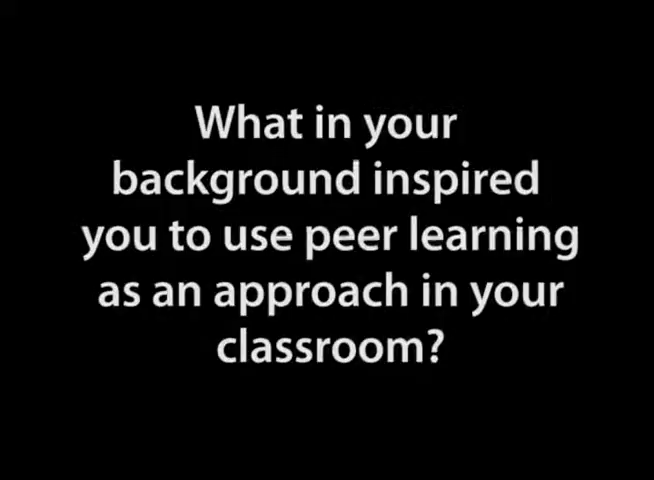 What in your
background inspired
you to use peer learning
as an approach in your
classroom?